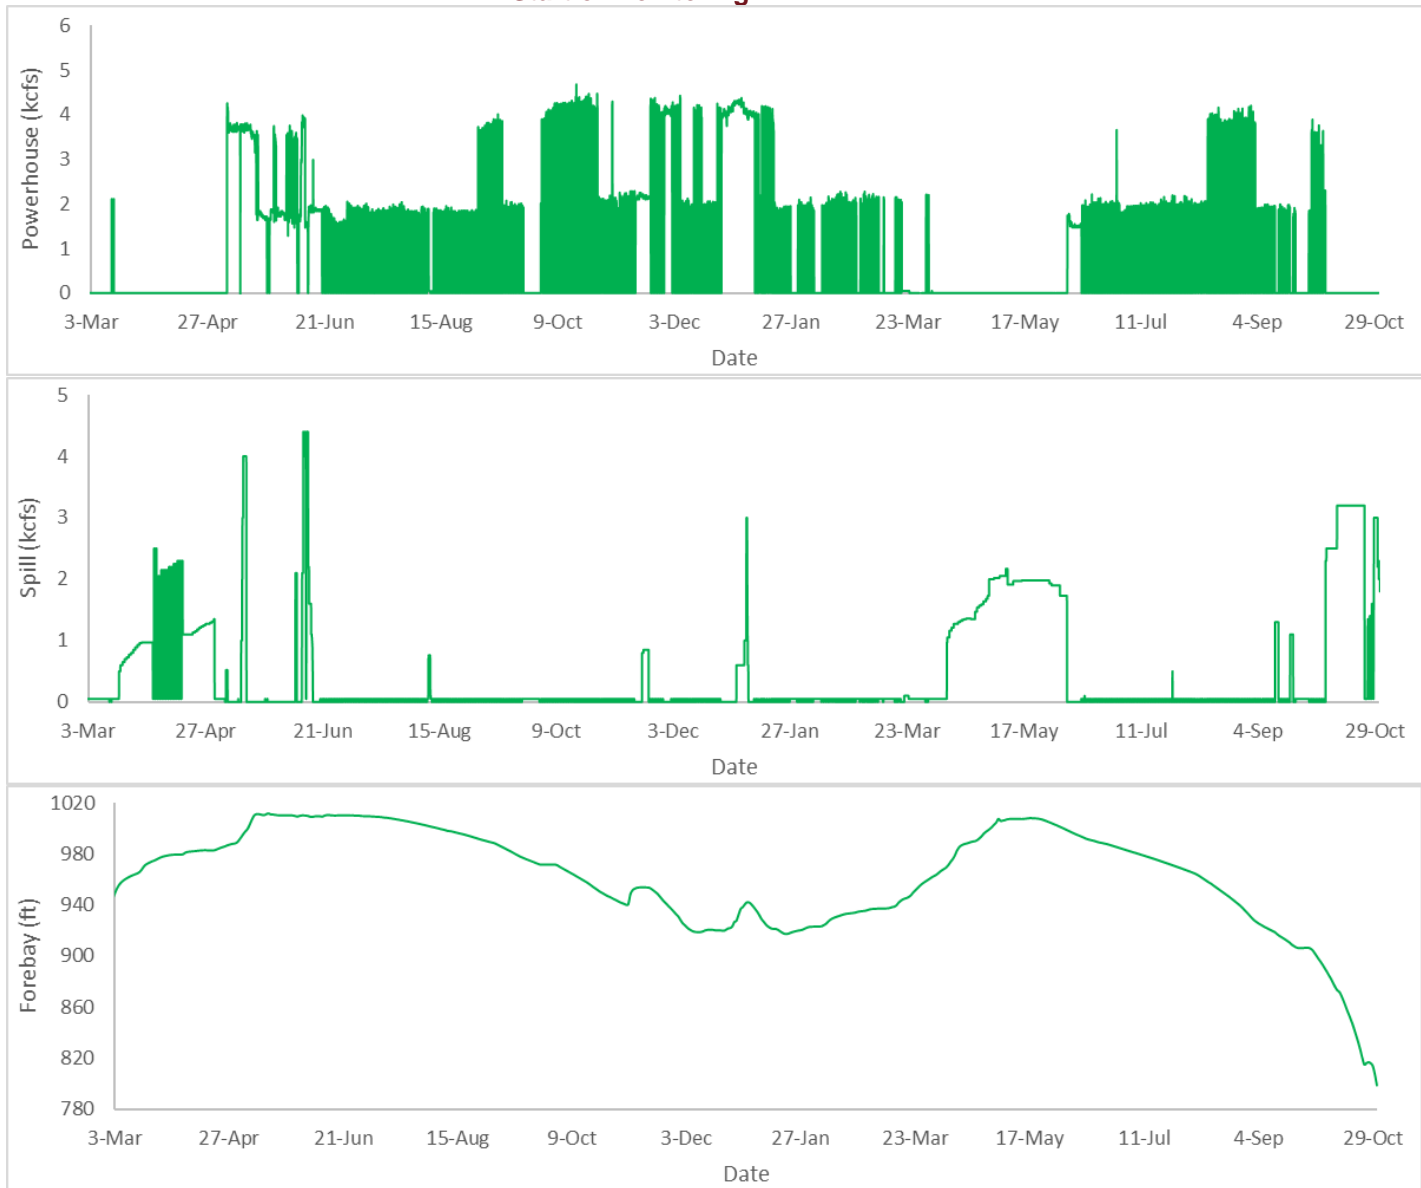 Powerhouse (kcfs)
6
5
4
3
2
1
0
3-Mar 27-Apr 21-Jun 15-Aug 9-Oct 3-Dec 27-Jan 23-Mar 17-May 11-Jul 4-Sep 29-Oct
Date
Spill (kcfs)
5
4
3
2
1
0
3-Mar 27-Apr 21-Jun 15-Aug 9-Oct 3-Dec 27-Jan 23-Mar 17-May 11-Jul 4-Sep 29-Oct
Date
Forebay (ft)
1020
980
940
900
860
820
780
3-Mar 27-Apr 21-Jun 15-Aug 9-Oct 3-Dec 27-Jan 23-Mar 17-May 11-Jul 4-Sep 29-Oct
Date